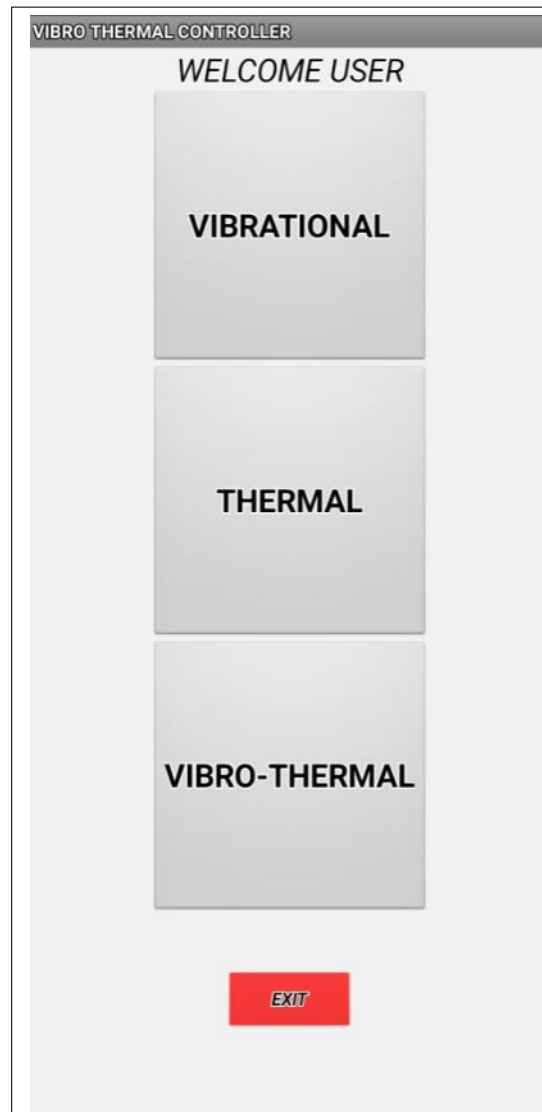 VIBRO THERMAL CONTROLLER
WELCOME USER
VIBRATIONAL
THERMAL
VIBRO-THERMAL
EXIT